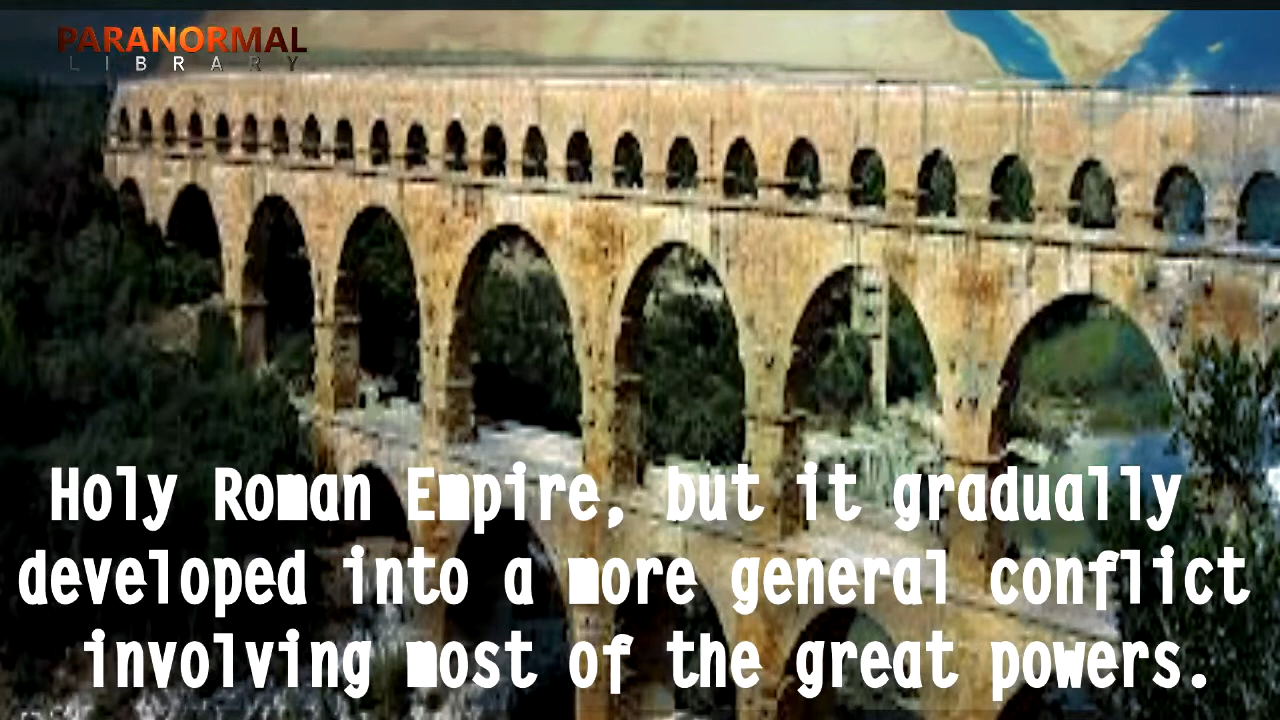 PARANORMAL
LIBRARY
Holy Roman Empire, but it gradually
developed into a more general conflict
involving most of the great powers.